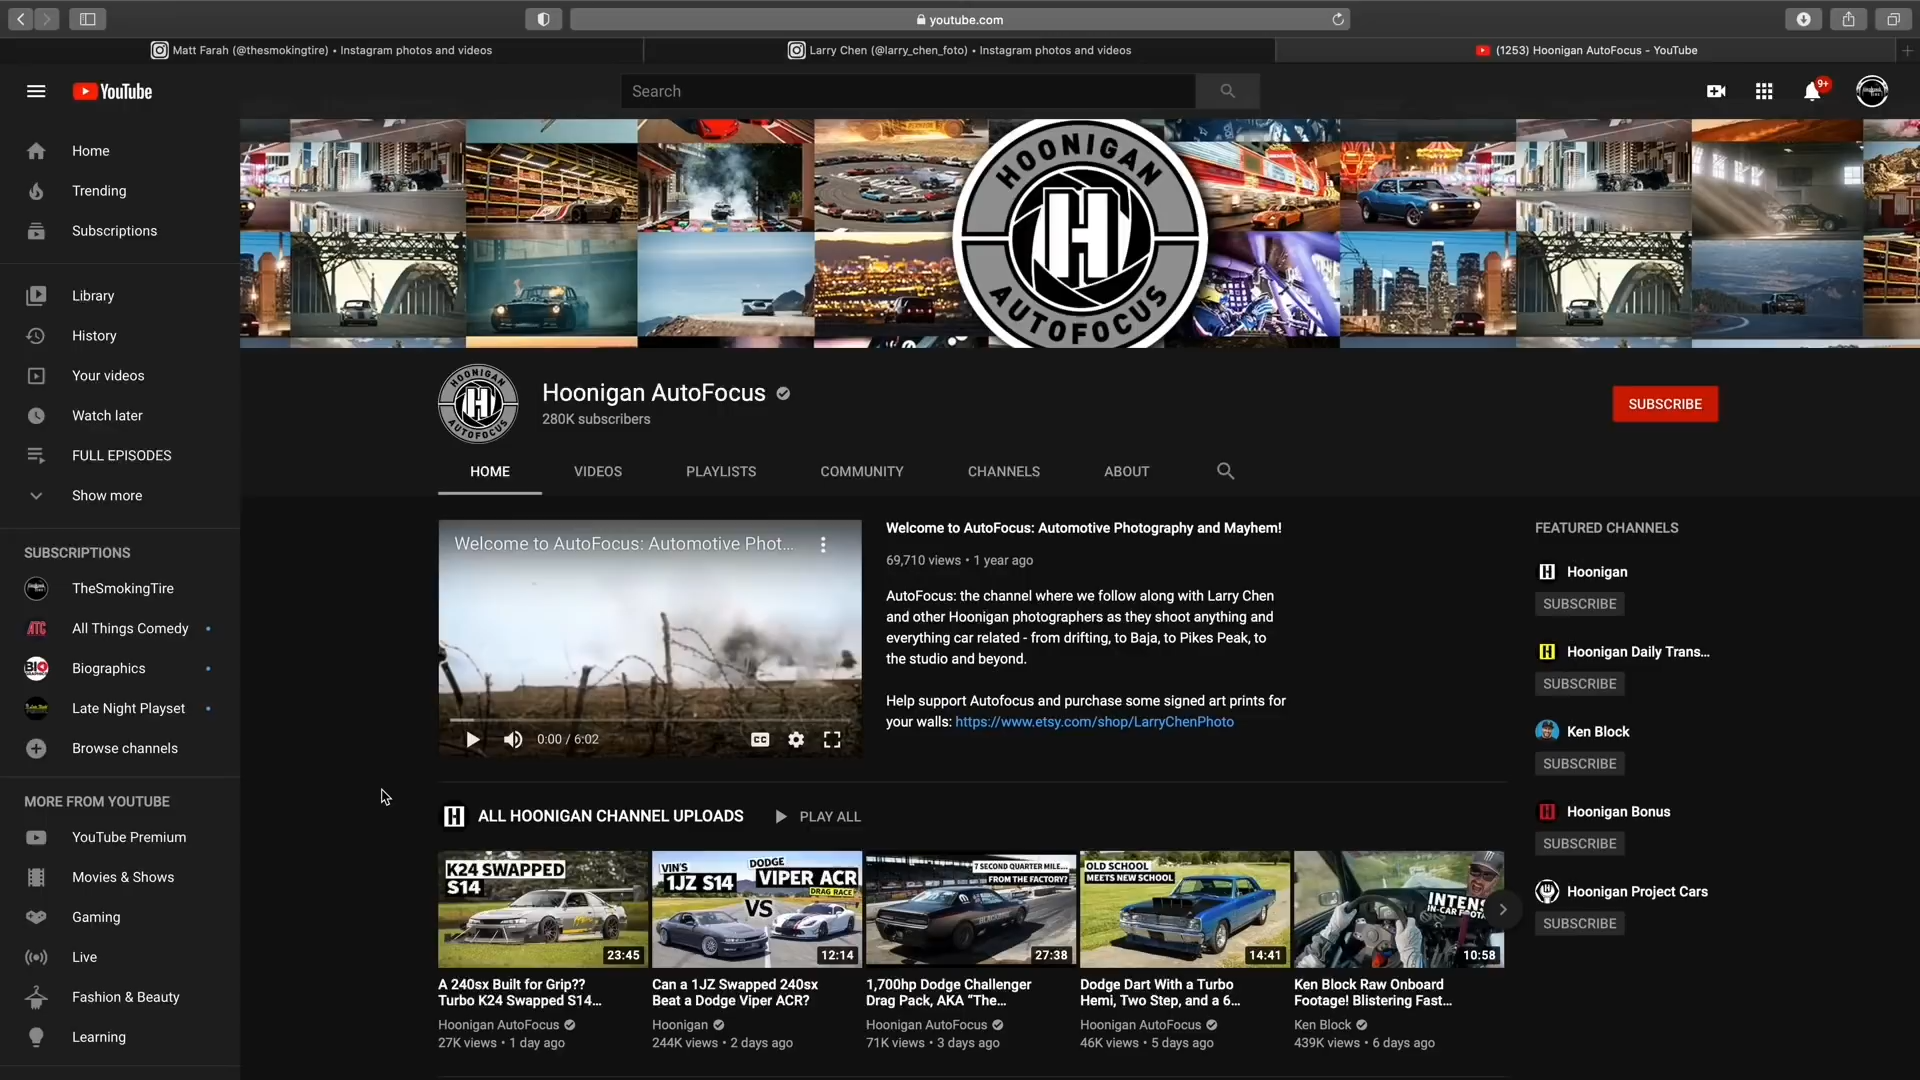 youtube.com
Matt Farah (@thesmokingtire) • Instagram photos and videos
Larry Chen (@larry_chen_foto) • Instagram photos and videos
(1253) Hoonigan AutoFocus - YouTube
YouTube
Search
9+
Home
Trending
Subscriptions
Library
History
Your videos
Watch later
FULL EPISODES
Show more
SUBSCRIPTIONS
TheSmokingTire
ATC
All Things Comedy
BIO
Biographics
Late Night Playset
Browse channels
MORE FROM YOUTUBE
YouTube Premium
Movies & Shows
Gaming
Live
Fashion & Beauty
Learning
HOONIGAN
H
AUTOFOCUS
HOONIGAN
H
AUTOFOCUS
Hoonigan AutoFocus
280K subscribers
SUBSCRIBE
HOME
VIDEOS
PLAYLISTS
COMMUNITY
CHANNELS
ABOUT
Welcome to AutoFocus: Automotive Phot...
0:00 / 6:02
CC
Welcome to AutoFocus: Automotive Photography and Mayhem!
69,710 views • 1 year ago
AutoFocus: the channel where we follow along with Larry Chen
and other Hoonigan photographers as they shoot anything and
everything car related - from drifting, to Baja, to Pikes Peak, to
the studio and beyond.
Help support Autofocus and purchase some signed art prints for
your walls: https://www.etsy.com/shop/LarryChenPhoto
H
ALL HOONIGAN CHANNEL UPLOADS
PLAY ALL
K24 SWAPPED
S14
23:45
A 240sx Built for Grip??
Turbo K24 Swapped S14...
Hoonigan AutoFocus
27K views • 1 day ago
VIN'S
1JZ S14
VS
DODGE
VIPER ACR
DRAG RACE
12:14
Can a 1JZ Swapped 240sx
Beat a Dodge Viper ACR?
Hoonigan
244K views • 2 days ago
7 SECOND QUARTER MILE...
FROM THE FACTORY?
27:38
1,700hp Dodge Challenger
Drag Pack, AKA “The...
Hoonigan AutoFocus
71K views • 3 days ago
OLD SCHOOL
MEETS NEW SCHOOL
14:41
Dodge Dart With a Turbo
Hemi, Two Step, and a 6...
Hoonigan AutoFocus
46K views • 5 days ago
INTENS
IN-CAR FOOTA
10:58
Ken Block Raw Onboard
Footage! Blistering Fast...
Ken Block
439K views • 6 days ago
FEATURED CHANNELS
H
Hoonigan
SUBSCRIBE
H
Hoonigan Daily Trans...
SUBSCRIBE
Ken Block
SUBSCRIBE
H
Hoonigan Bonus
SUBSCRIBE
Hoonigan Project Cars
SUBSCRIBE